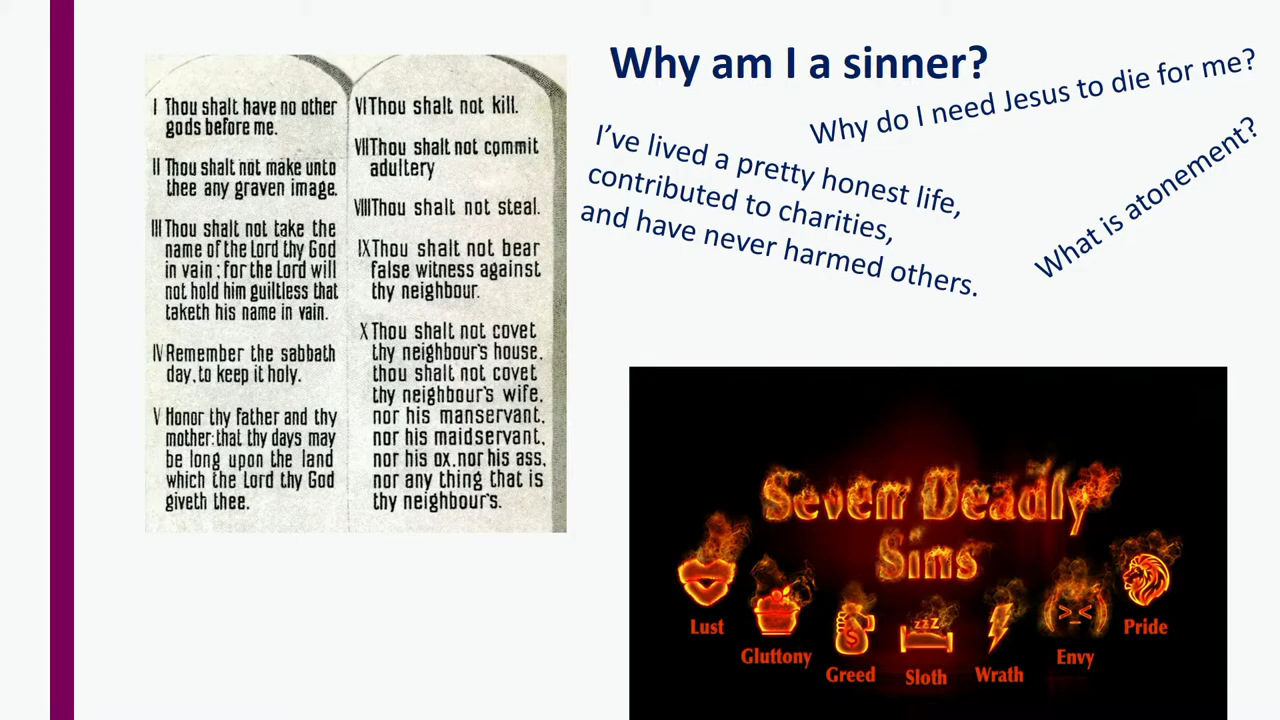 Why am I a sinner?
Why do I need Jesus to die for me?
I've lived a pretty honest life,
contributed to charities,
and have never harmed others.
What is atonement?
I Thou shalt have no other
gods before me.
II Thou shalt not make unto
thee any graven image.
III Thou shalt not take the
name of the Lord thy God
in vain ; for the Lord will
not hold him guiltless that
taketh his name in vain.
IV Remember the sabbath
day, to keep it holy.
V Honor thy father and thy
mother: that thy days may
be long upon the land
which the Lord thy God
giveth thee.
VI Thou shalt not kill.
VII Thou shalt not commit
adultery
VIII Thou shalt not steal.
IX Thou shalt not bear
false witness against
thy neighbour.
X Thou shalt not covet
thy neighbour's house,
thou shalt not covet
thy neighbour's wife,
nor his manservant,
nor his maidservant,
nor his ox, nor his ass,
nor any thing that is
thy neighbour's.
Seven Deadly
Sins
zzZ
$
>_<
Lust
Gluttony
Greed
Sloth
Wrath
Envy
Pride